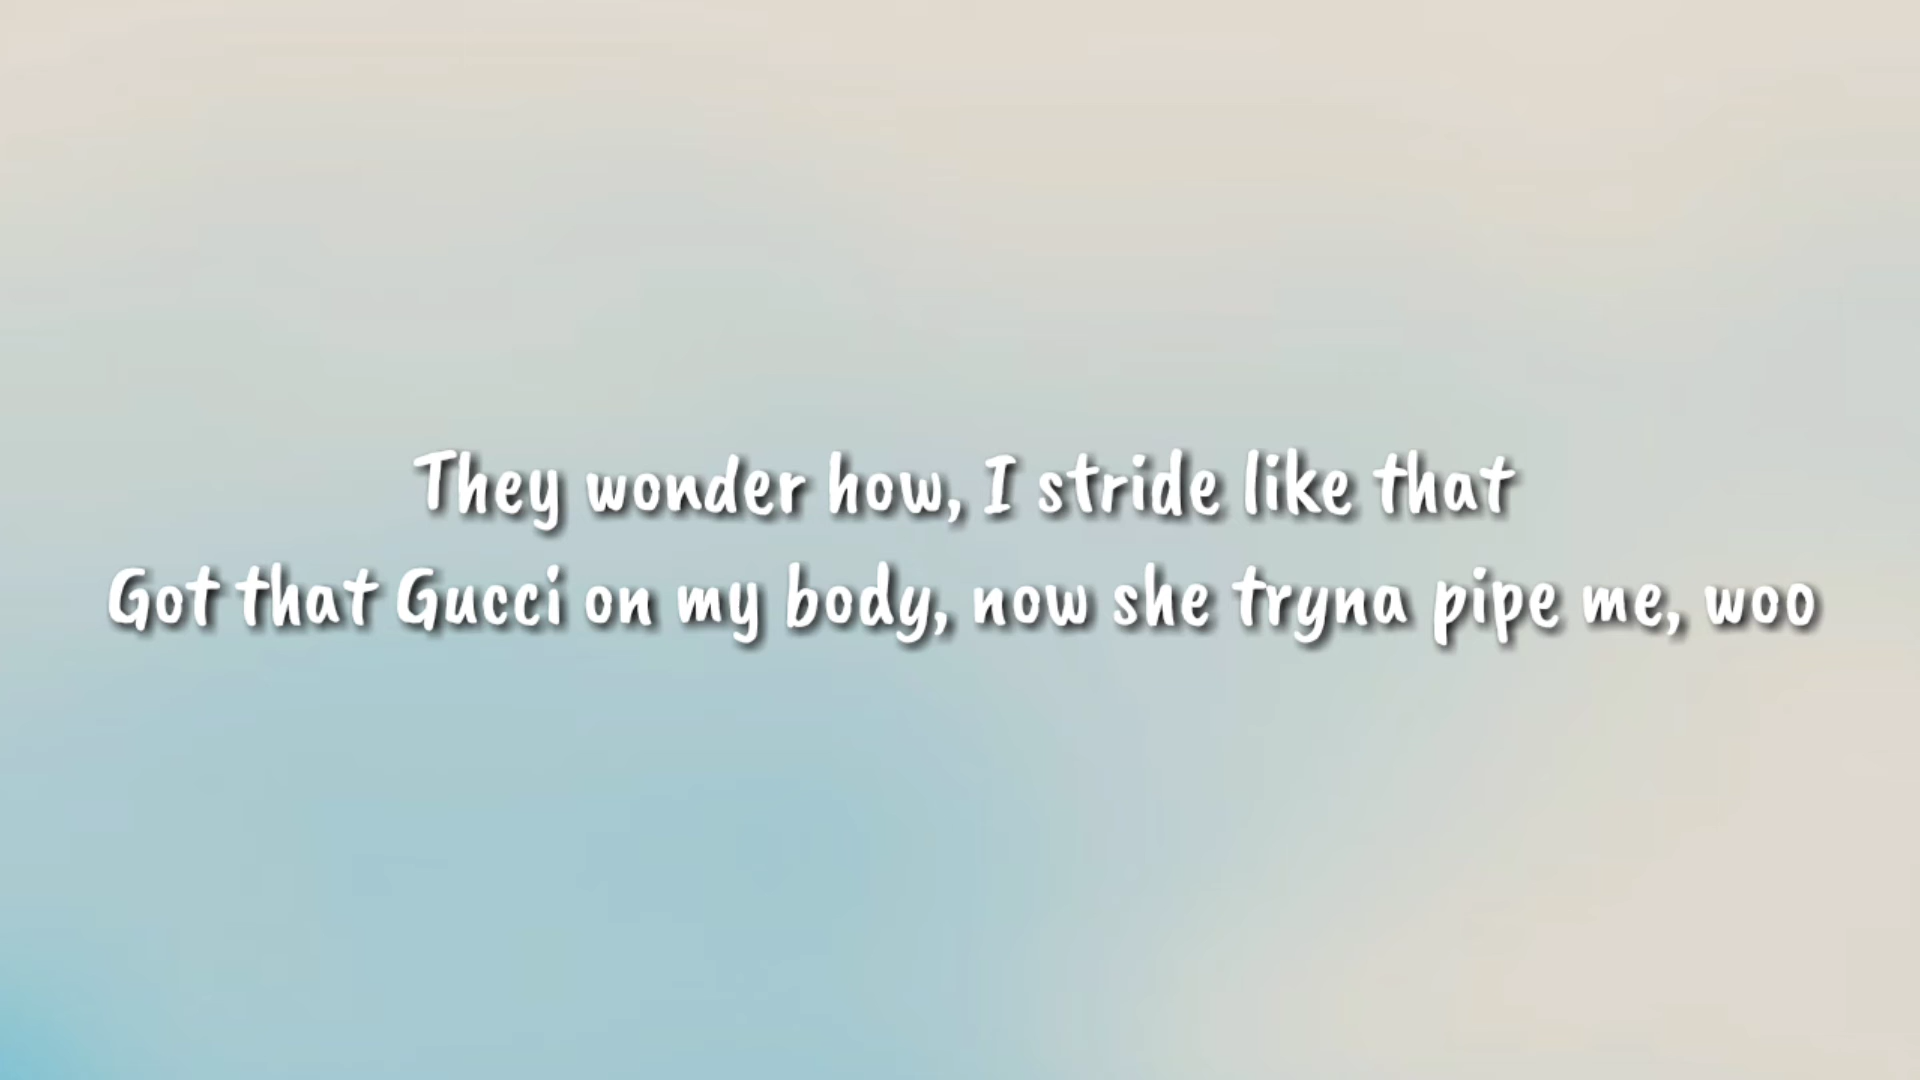 They wonder how, I stride like that
Got that Gucci on my body, now she tryna pipe me, woo